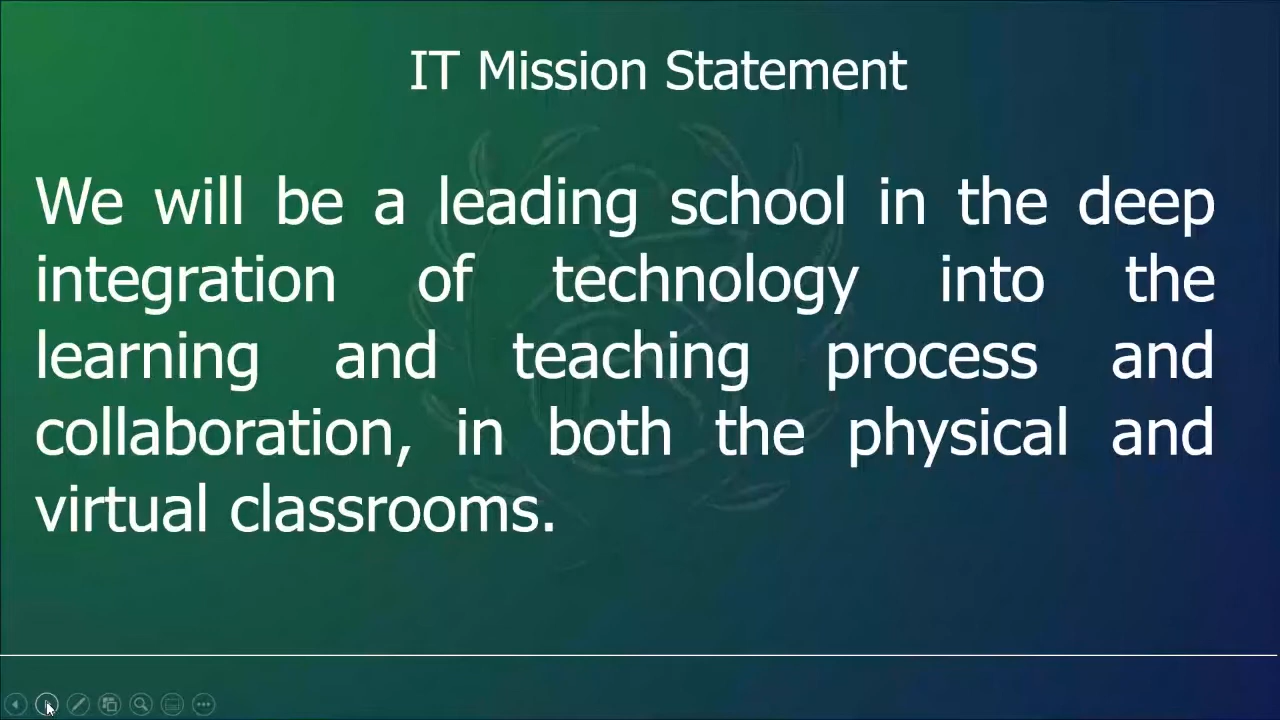 IT Mission Statement
We will be a leading school in the deep
integration of technology into the
learning and teaching process and
collaboration, in both the physical and
virtual classrooms.